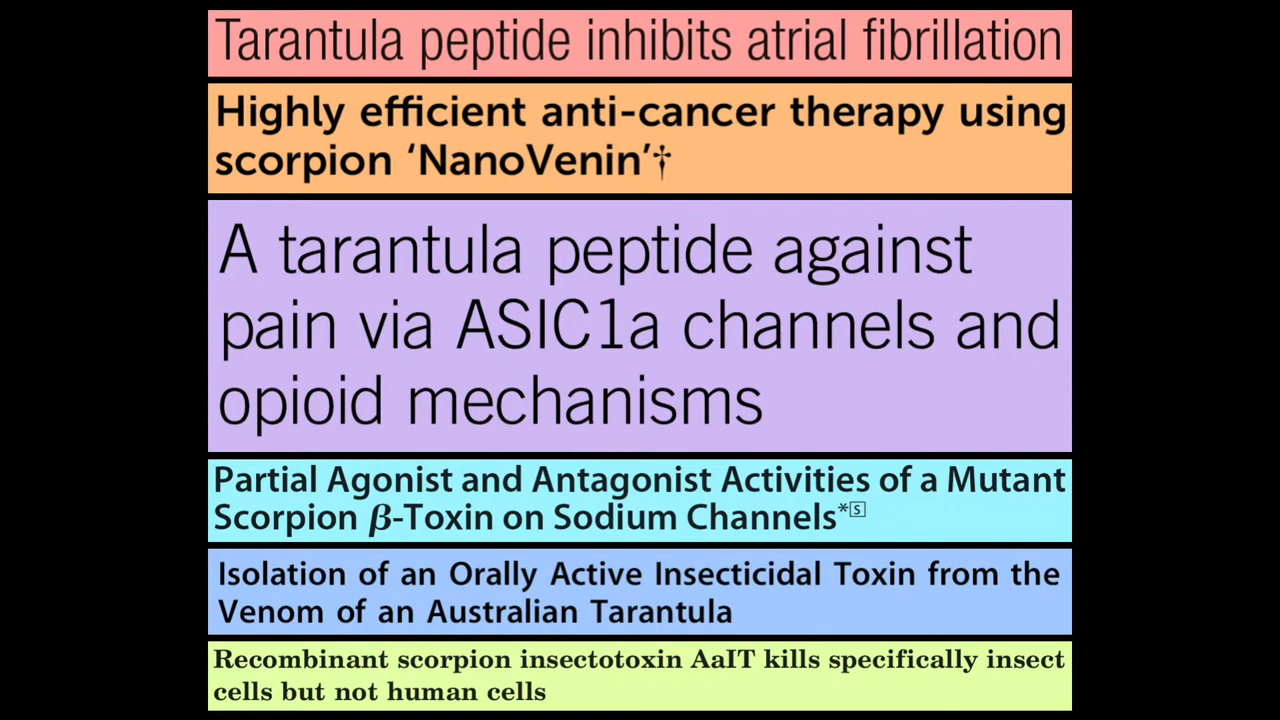 Tarantula peptide inhibits atrial fibrillation
Highly efficient anti-cancer therapy using
scorpion ‘NanoVenin’†
A tarantula peptide against
pain via ASIC1a channels and
opioid mechanisms
Partial Agonist and Antagonist Activities of a Mutant
Scorpion β-Toxin on Sodium Channels*🅂
Isolation of an Orally Active Insecticidal Toxin from the
Venom of an Australian Tarantula
Recombinant scorpion insectotoxin AaIT kills specifically insect
cells but not human cells